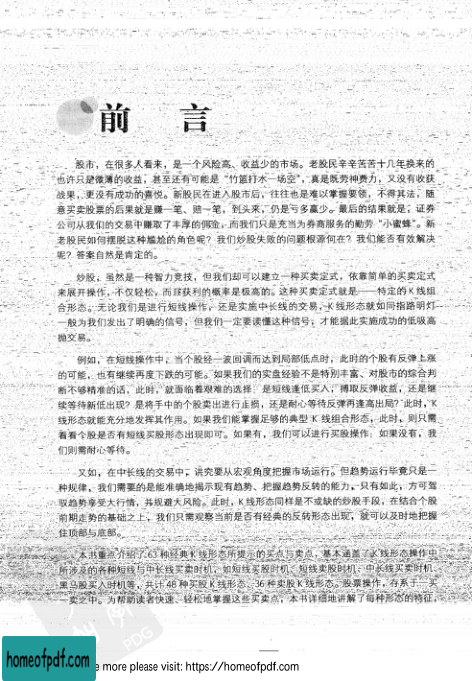 前 言
股市，在很多人看来，是一个风险高、收益少的市场。老股民辛辛苦苦十几年换来的
也许只是微薄的收益，甚至还有可能是“竹篮打水一场空”，真是既劳神费力，又没有收获
战果，更没有成功的喜悦。新股民在进入股市后，往往也是难以掌握要领，不得其法，随
意买卖股票的后果就是赚一笔、赔一笔，到头来，仍是亏多赢少。最后的结果就是：证券
公司从我们的交易中赚取了丰厚的佣金，而我们只是充当为券商服务的勤劳“小蜜蜂”。新
老股民如何摆脱这种尴尬的角色呢？我们炒股失败的问题根源何在？我们能否有效解决
呢？答案自然是肯定的。
炒股，虽然是一种智力竞技，但我们却可以建立一种买卖定式，依靠简单的买卖定式
来展开操作，不仅轻松，而且获利的概率是极高的。这种买卖定式就是——特定的K线组
合形态。无论我们是进行短线操作，还是实施中长线的交易，K线形态就如同指路明灯
一般为我们发出了明确的信号，但我们一定要读懂这种信号，才能据此实施成功的低吸高
抛交易。
例如，在短线操作中，当个股经一波回调而达到局部低点时，此时的个股有反弹上涨
的可能，也有继续再度下跌的可能。如果我们的实盘经验不是特别丰富、对股市的综合判
断不够精准的话，此时，就面临着艰难的选择：是短线逢低买入，搏取反弹收益，还是继
续等待新低出现？是将手中的个股卖出进行止损，还是耐心等待反弹再逢高出局？此时，K
线形态就能充分地发挥其作用。如果我们能掌握足够的典型K线组合形态，此时，则只需
看看个股是否有短线买股形态出现即可。如果有，我们可以进行买股操作；如果没有，我
们则需耐心等待。
又如，在中长线的交易中，讲究要从宏观角度把握市场运行。但趋势运行毕竟只是一
种规律，我们需要的是能准确地揭示现有趋势、把握趋势反转的能力，只有如此，方可驾
驭趋势享受大行情，并规避大风险。此时，K线形态同样是不或缺的炒股手段，在结合个股
前期走势的基础之上，我们只需观察当前是否有经典的反转形态出现，就可以及时地把握
住顶部与底部。
本书重点介绍了63种经典K线形态所提示的买点与卖点，基本涵盖了K线形态操作中
所涉及的各种短线与中长线买卖时机，如短线买股时机、短线卖股时机、中长线买卖时机、
黑马股买入时机等，共计48种买股K线形态、36种卖股K线形态。股票操作，存系于一买
一卖之中。为帮助读者快速、轻松地掌握这些买卖点，本书详细地讲解了每种形态的特征，
PDG
homeofpdf.com
e more please visit: https://homeofpdf.com